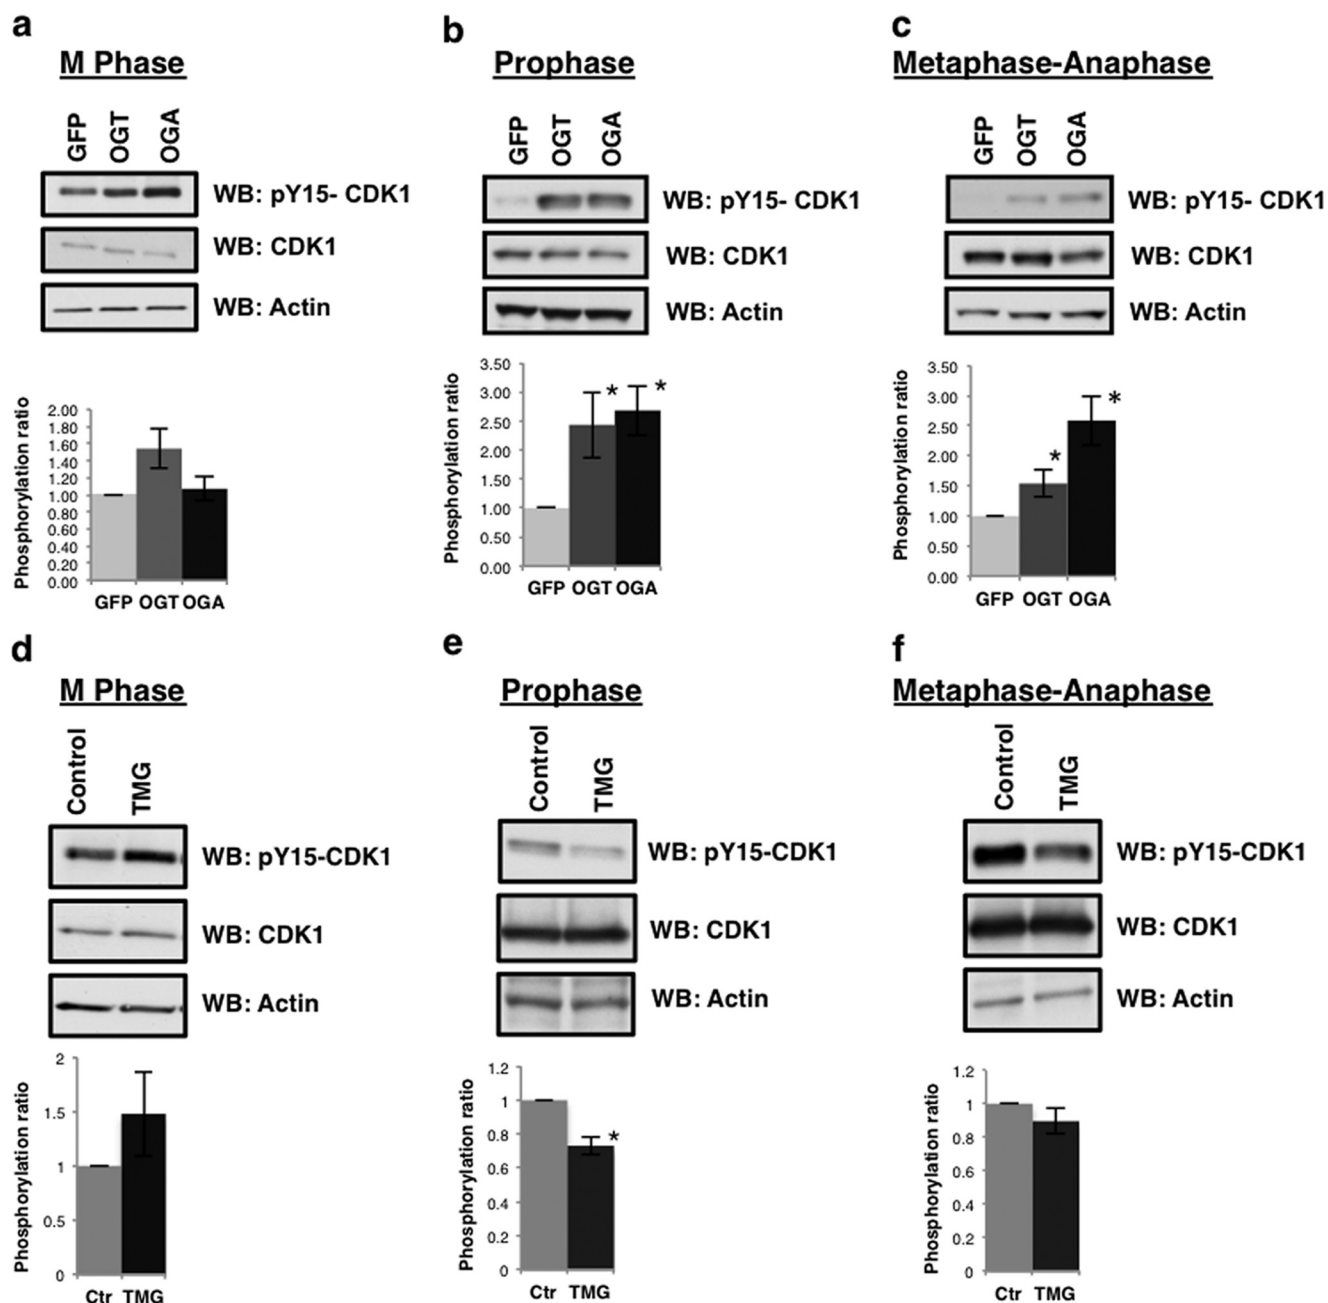 a
M Phase
GFP
OGT
OGA
WB: pY15- CDK1
WB: CDK1
WB: Actin
Phosphorylation ratio
2.00
1.80
1.60
1.40
1.20
1.00
0.80
0.60
0.40
0.20
0.00
GFP OGT OGA
b
Prophase
GFP
OGT
OGA
WB: pY15- CDK1
WB: CDK1
WB: Actin
Phosphorylation ratio
3.50
3.00
2.50
2.00
1.50
1.00
0.50
0.00
*
*
GFP OGT OGA
c
Metaphase-Anaphase
GFP
OGT
OGA
WB: pY15- CDK1
WB: CDK1
WB: Actin
Phosphorylation ratio
3.50
3.00
2.50
2.00
1.50
1.00
0.50
0.00
*
*
GFP OGT OGA
d
M Phase
Control
TMG
WB: pY15-CDK1
WB: CDK1
WB: Actin
Phosphorylation ratio
2
1.5
1
0.5
0
Ctr TMG
e
Prophase
Control
TMG
WB: pY15-CDK1
WB: CDK1
WB: Actin
Phosphorylation ratio
1.2
1
0.8
0.6
0.4
0.2
0
*
Ctr TMG
f
Metaphase-Anaphase
Control
TMG
WB: pY15-CDK1
WB: CDK1
WB: Actin
Phosphorylation ratio
1.2
1
0.8
0.6
0.4
0.2
0
Ctr TMG